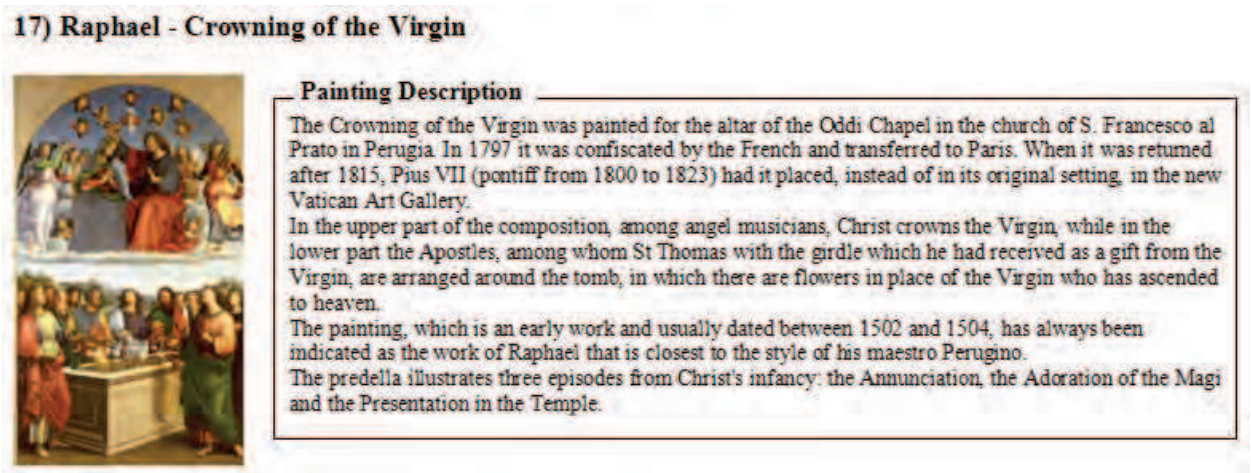 17) Raphael - Crowning of the Virgin
Painting Description
The Crowning of the Virgin was painted for the altar of the Oddi Chapel in the church of S. Francesco al
Prato in Perugia. In 1797 it was confiscated by the French and transferred to Paris. When it was returned
after 1815, Pius VII (pontiff from 1800 to 1823) had it placed, instead of in its original setting, in the new
Vatican Art Gallery.
In the upper part of the composition, among angel musicians, Christ crowns the Virgin, while in the
lower part the Apostles, among whom St Thomas with the girdle which he had received as a gift from the
Virgin, are arranged around the tomb, in which there are flowers in place of the Virgin who has ascended
to heaven.
The painting, which is an early work and usually dated between 1502 and 1504, has always been
indicated as the work of Raphael that is closest to the style of his maestro Perugino.
The predella illustrates three episodes from Christ's infancy: the Annunciation, the Adoration of the Magi
and the Presentation in the Temple.